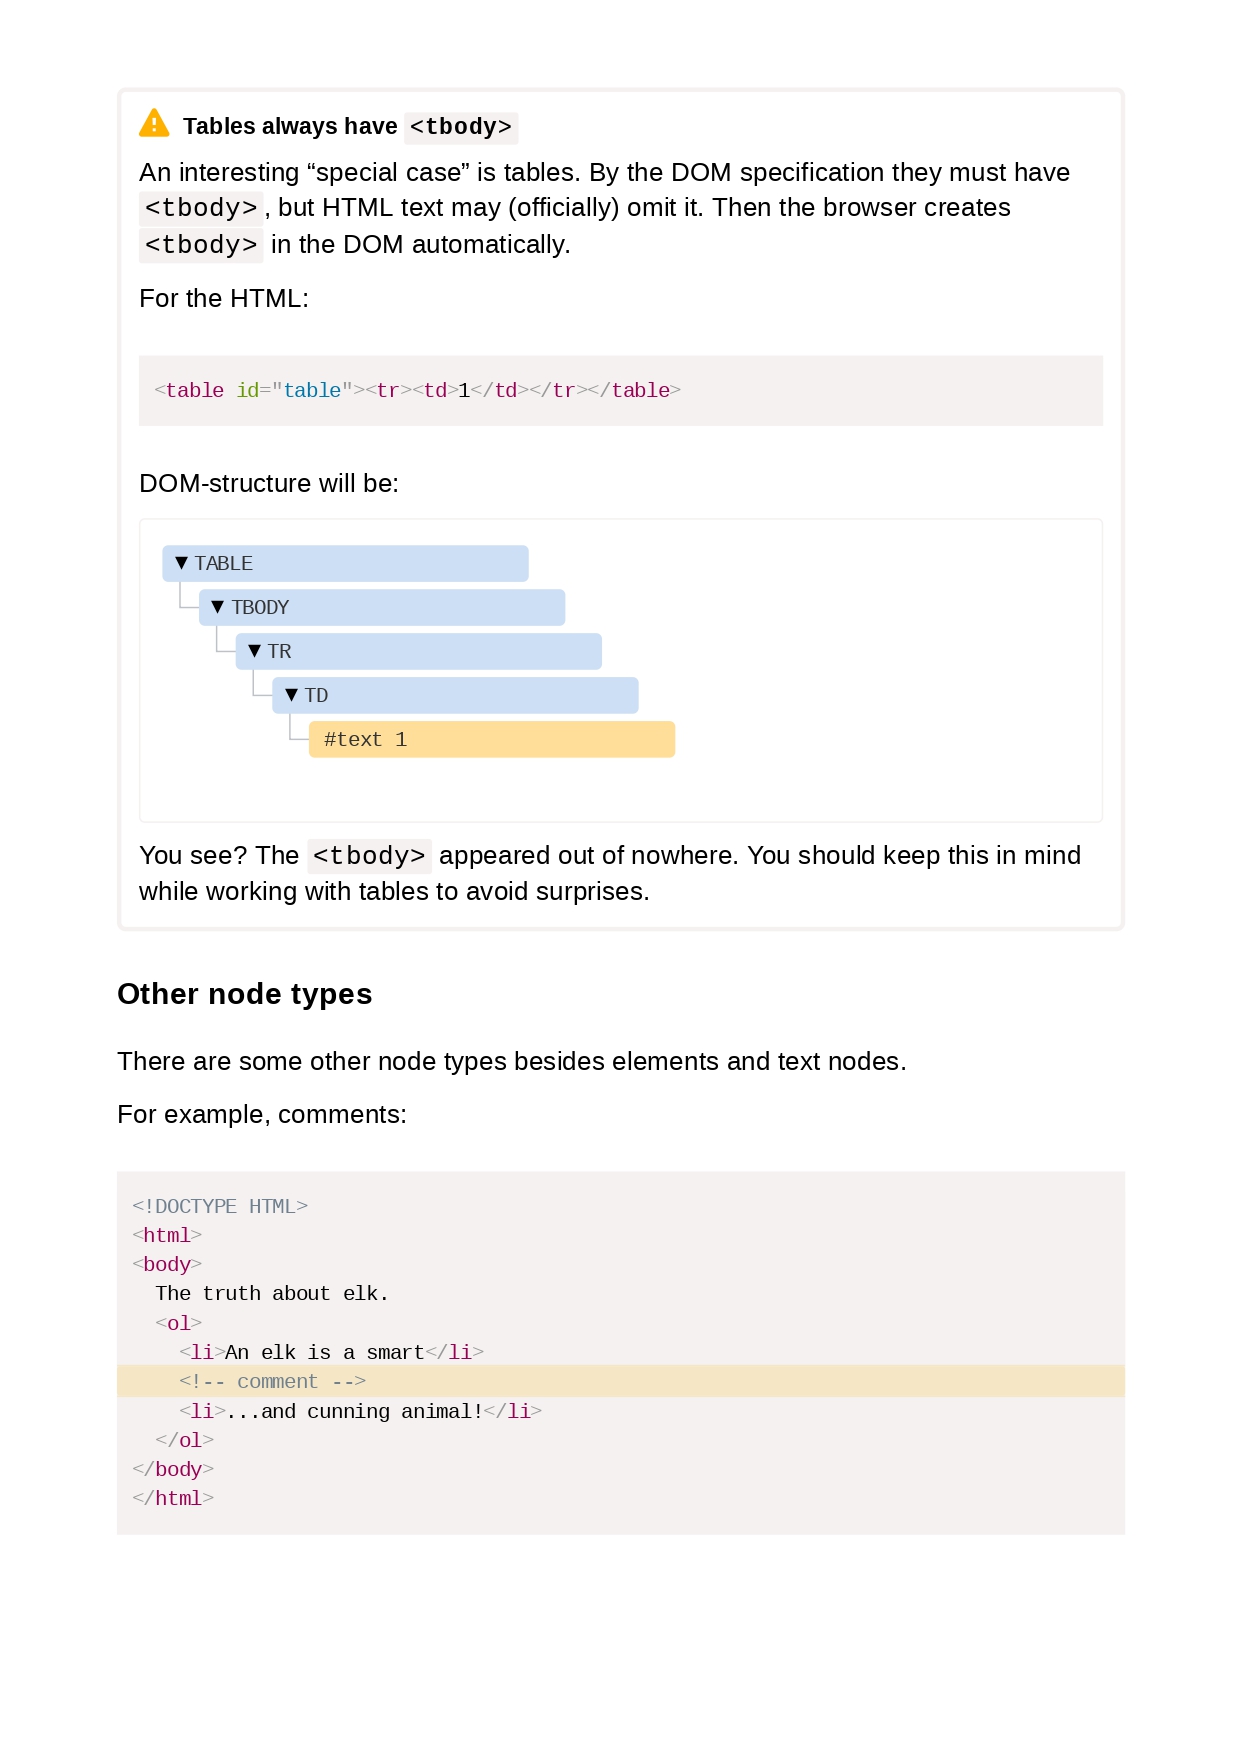 Tables always have <tbody>
An interesting “special case” is tables. By the DOM specification they must have
<tbody>, but HTML text may (officially) omit it. Then the browser creates
<tbody> in the DOM automatically.
For the HTML:
<table id="table"><tr><td>1</td></tr></table>
DOM-structure will be:
▼ TABLE
▼ TBODY
▼ TR
▼ TD
#text 1
You see? The <tbody> appeared out of nowhere. You should keep this in mind
while working with tables to avoid surprises.
Other node types
There are some other node types besides elements and text nodes.
For example, comments:
<!DOCTYPE HTML>
<html>
<body>
  The truth about elk.
  <ol>
    <li>An elk is a smart</li>
    <!-- comment -->
    <li>...and cunning animal!</li>
  </ol>
</body>
</html>